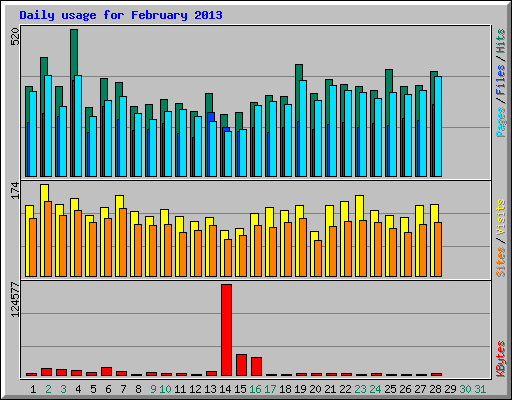 Daily usage for February 2013
520
Pages / Files / Hits
174
Sites / Visits
124577
KBytes
1 2 3 4 5 6 7 8 9 10 11 12 13 14 15 16 17 18 19 20 21 22 23 24 25 26 27 28 29 30 31